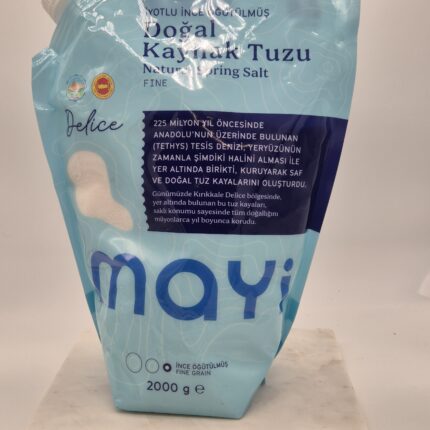 İYOTLU İNCE ÖĞÜTÜLMÜŞ
Doğal
Kaynak Tuzu
Natural Spring Salt
FINE
Delice
225 MİLYON YIL ÖNCESİNDE
ANADOLU'NUN ÜZERİNDE BULUNAN
(TETHYS) TESİS DENİZİ, YERYÜZÜNÜN
ZAMANLA ŞİMDİKİ HALİNİ ALMASI İLE
YER ALTINDA BİRİKTİ, KURUYARAK SAF
VE DOĞAL TUZ KAYALARINI OLUŞTURDU.
Günümüzde Kırıkkale Delice bölgesinde,
yer altında bulunan bu tuz kayaları,
saklı konumu sayesinde tüm doğallığını
milyonlarca yıl boyunca korudu.
mayi
İNCE ÖĞÜTÜLMÜŞ
FINE GRAIN
2000 g e